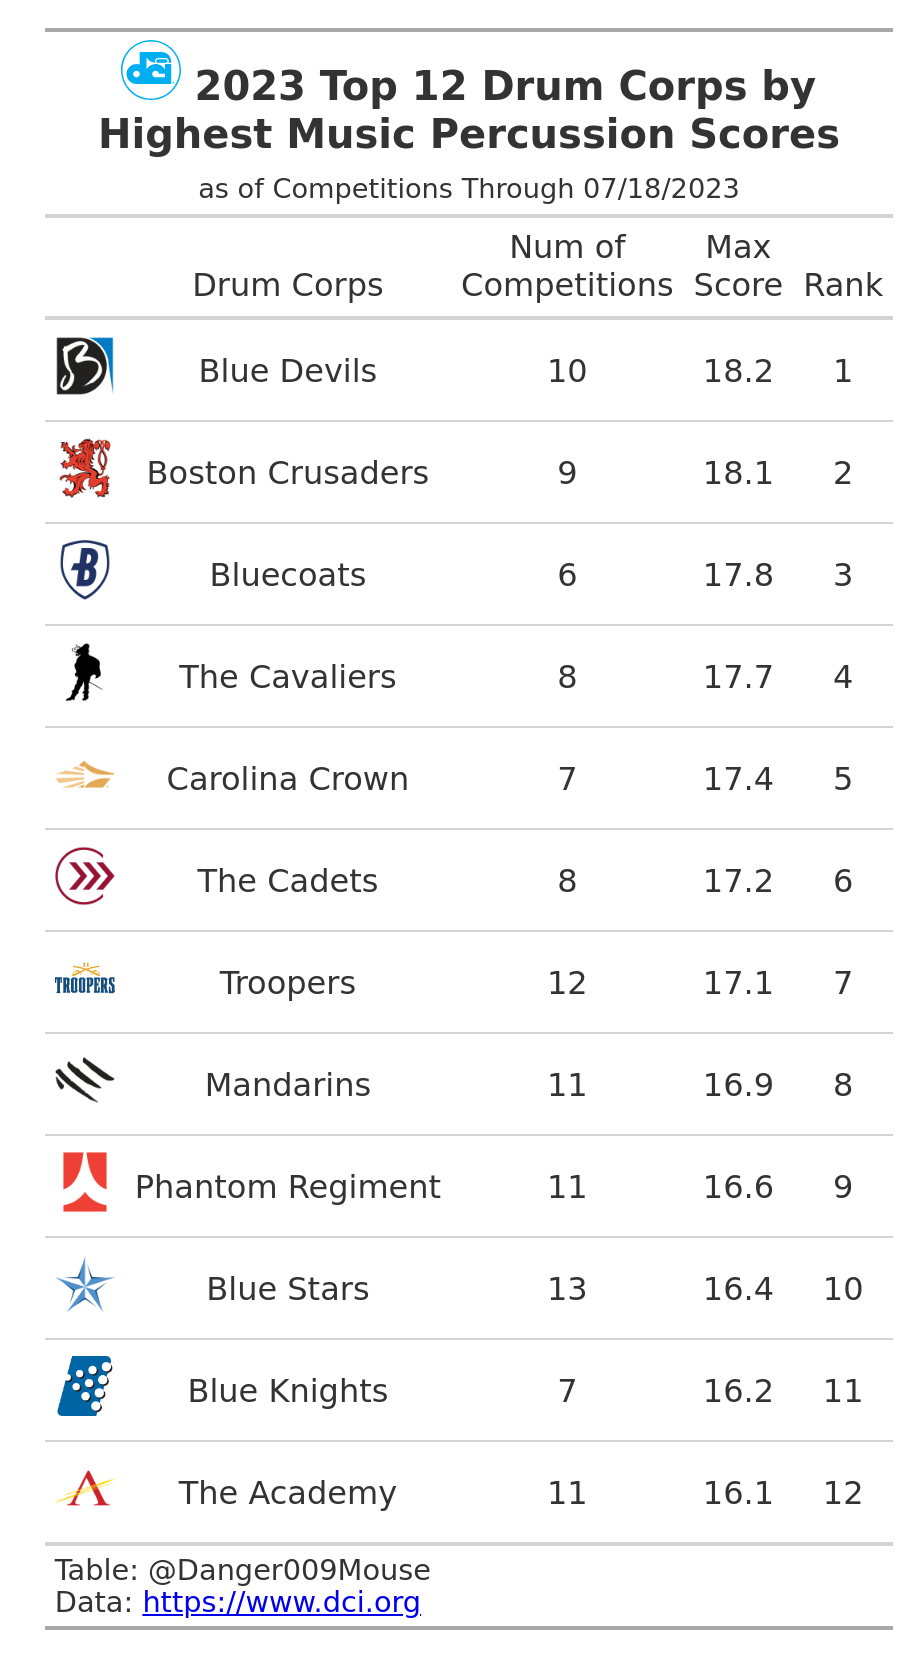 dci
2023 Top 12 Drum Corps by
Highest Music Percussion Scores
as of Competitions Through 07/18/2023
Drum Corps Num of Competitions Max Score Rank
B Blue Devils 10 18.2 1
Boston Crusaders 9 18.1 2
B Bluecoats 6 17.8 3
The Cavaliers 8 17.7 4
Carolina Crown 7 17.4 5
The Cadets 8 17.2 6
TROOPERS Troopers 12 17.1 7
Mandarins 11 16.9 8
Phantom Regiment 11 16.6 9
Blue Stars 13 16.4 10
Blue Knights 7 16.2 11
A The Academy 11 16.1 12
Table: @Danger009Mouse
Data: https://www.dci.org